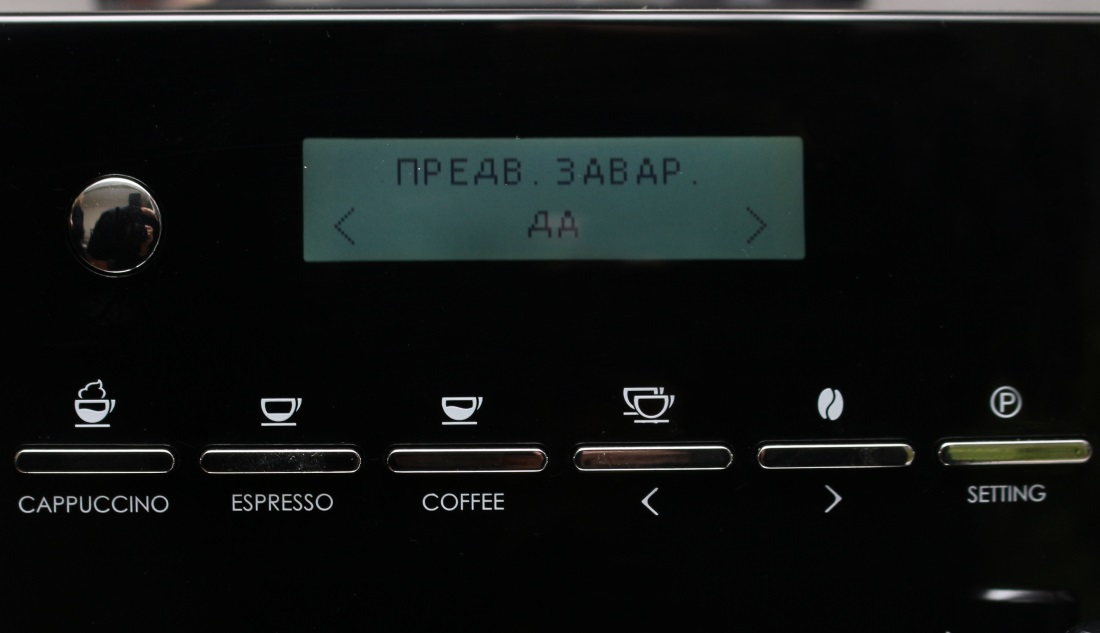 ПРЕДВ. ЗАВАР.
< ДА >
P
CAPPUCCINO ESPRESSO COFFEE < > SETTING